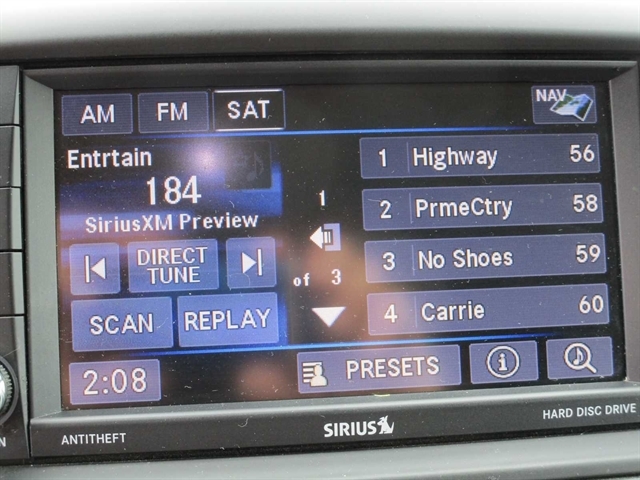 AM FM SAT NAV
Entrtain
184
SiriusXM Preview
DIRECT
TUNE
SCAN REPLAY
1
of 3
1 Highway 56
2 PrmeCtry 58
3 No Shoes 59
4 Carrie 60
2:08 PRESETS
ANTITHEFT SIRIUS HARD DISC DRIVE